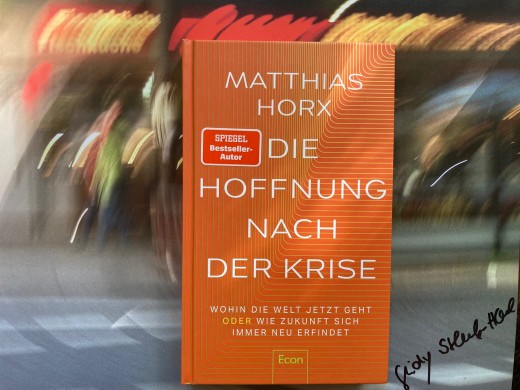 MATTHIAS
HORX
SPIEGEL
Bestseller-
Autor
DIE
HOFFNUNG
NACH
DER KRISE
WOHIN DIE WELT JETZT GEHT
ODER WIE ZUKUNFT SICH
IMMER NEU ERFINDET
Econ